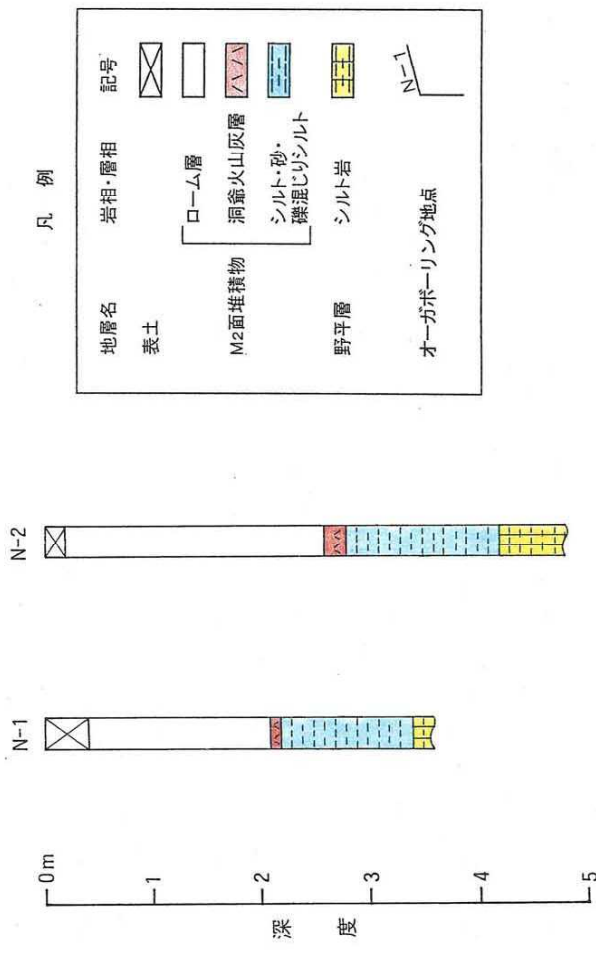 N-1
N-2
0m
1
2
3
4
5
深度
凡例
地層名 岩相・層相 記号
表土
ローム層
M2面堆積物 洞爺火山灰層
シルト・砂・
礫混じりシルト
野平層 シルト岩
オーガボーリング地点 N-1